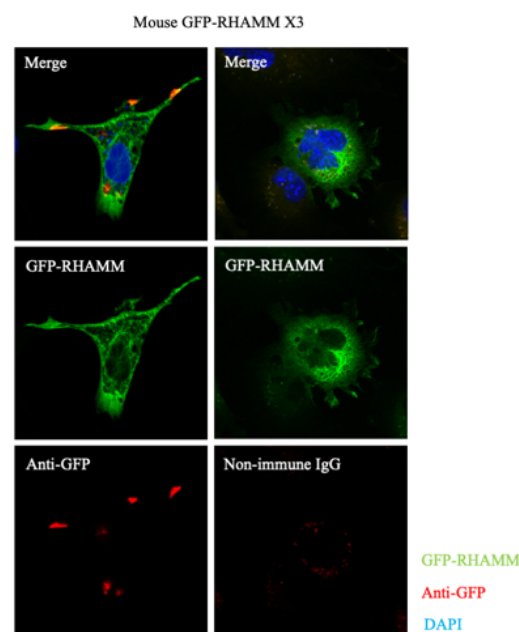 Mouse GFP-RHAMM X3
Merge
Merge
GFP-RHAMM
GFP-RHAMM
Anti-GFP
Non-immune IgG
GFP-RHAMM
Anti-GFP
DAPI